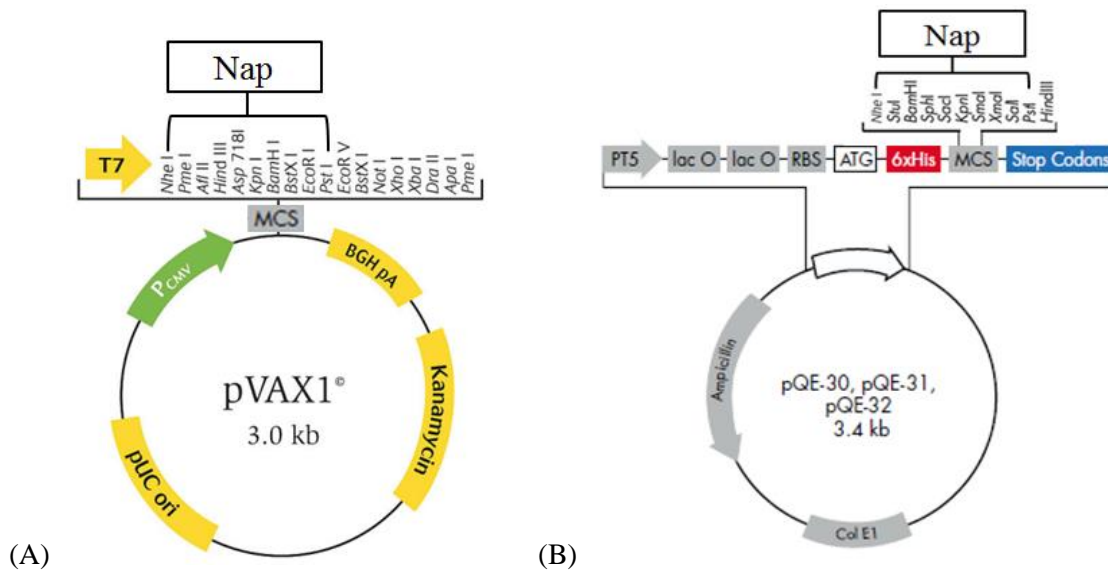 Nap
T7
Nhe I
Pme I
Afl II
Hind III
Asp 718I
Kpn I
BamH I
BstX I
EcoR I
Pst I
EcoR V
BstX I
Not I
Xho I
Xba I
Dra II
Apa I
Pme I
MCS
PCMV
BGH pA
Kanamycin
pUC ori
pVAX1©
3.0 kb
(A)
Nap
Nhe I
StuI
BamHI
SphI
SacI
KpnI
SmaI
XmaI
SalI
PstI
HindIII
PT5
lac O
lac O
RBS
ATG
6xHis
MCS
Stop Codons
Ampicillin
pQE-30, pQE-31,
pQE-32
3.4 kb
Col E1
(B)